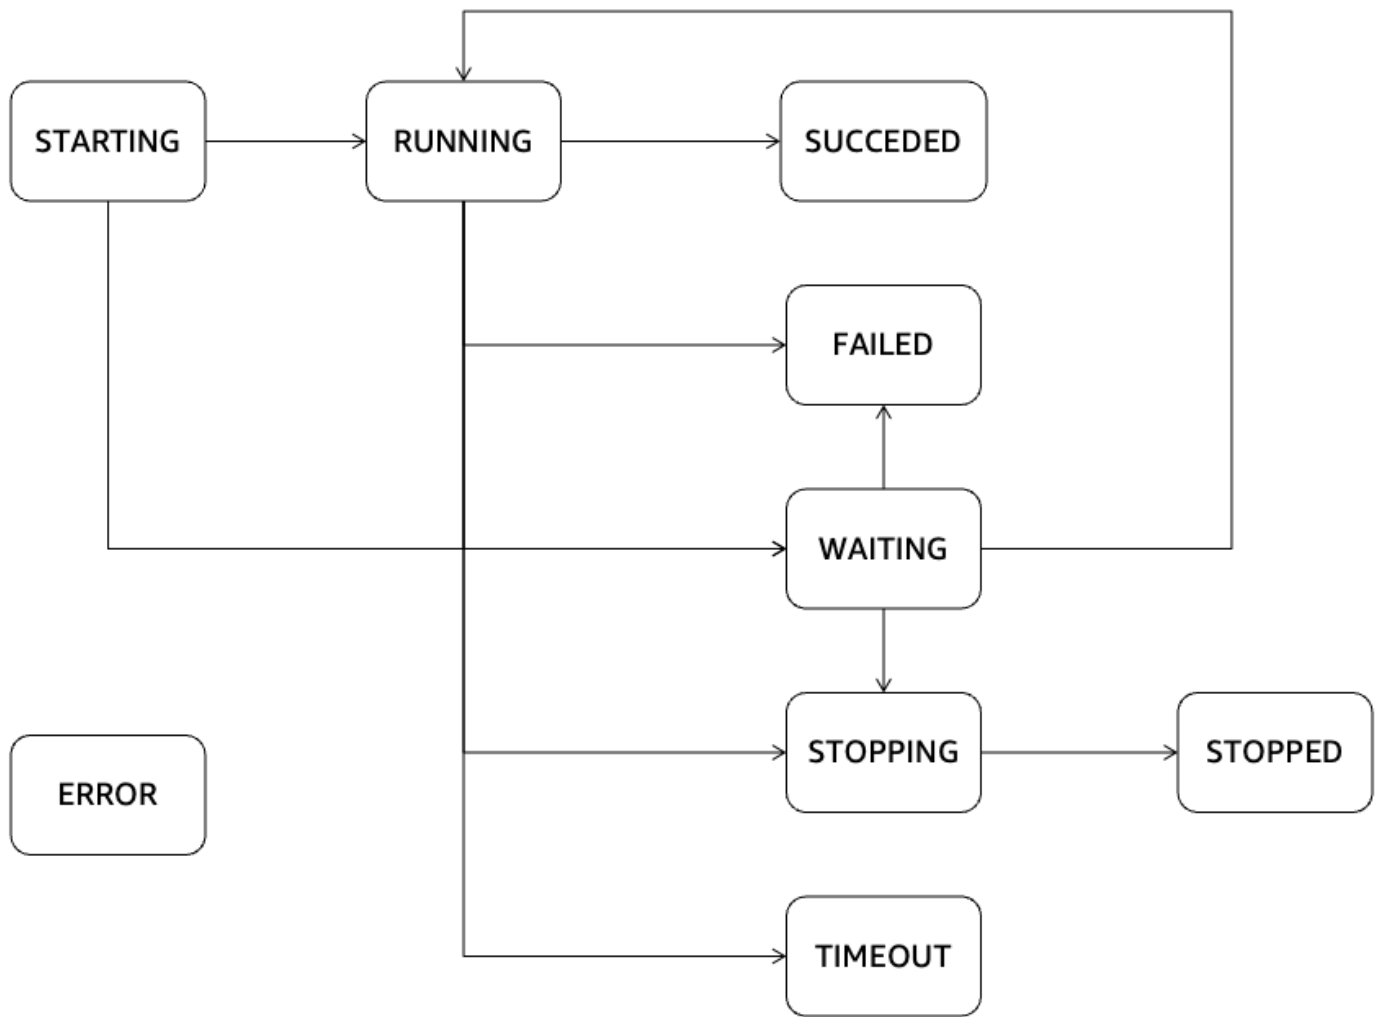 STARTING
RUNNING
SUCCEDED
FAILED
WAITING
STOPPING
STOPPED
ERROR
TIMEOUT